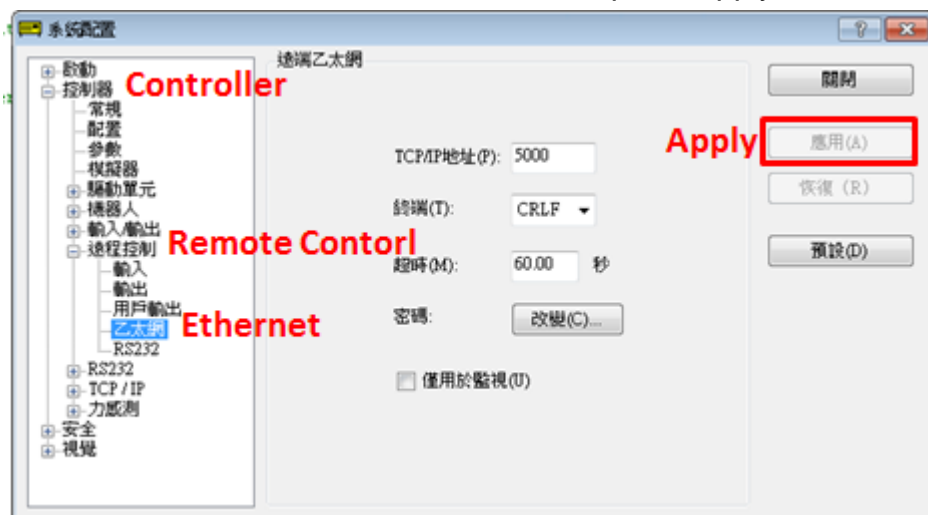 系統配置
啟動
控制器
Controller
常規
配置
參數
模擬器
驅動單元
機器人
輸入/輸出
遠程控制
Remote Contorl
輸入
輸出
用戶輸出
乙太網
Ethernet
RS232
RS232
TCP / IP
力感測
安全
視覺
遠端乙太網
TCP/IP地址(P): 5000
終端(T): CRLF
超時(M): 60.00 秒
密碼: 改變(C)...
僅用於監視(U)
關閉
Apply
應用(A)
恢復 (R)
預設(D)